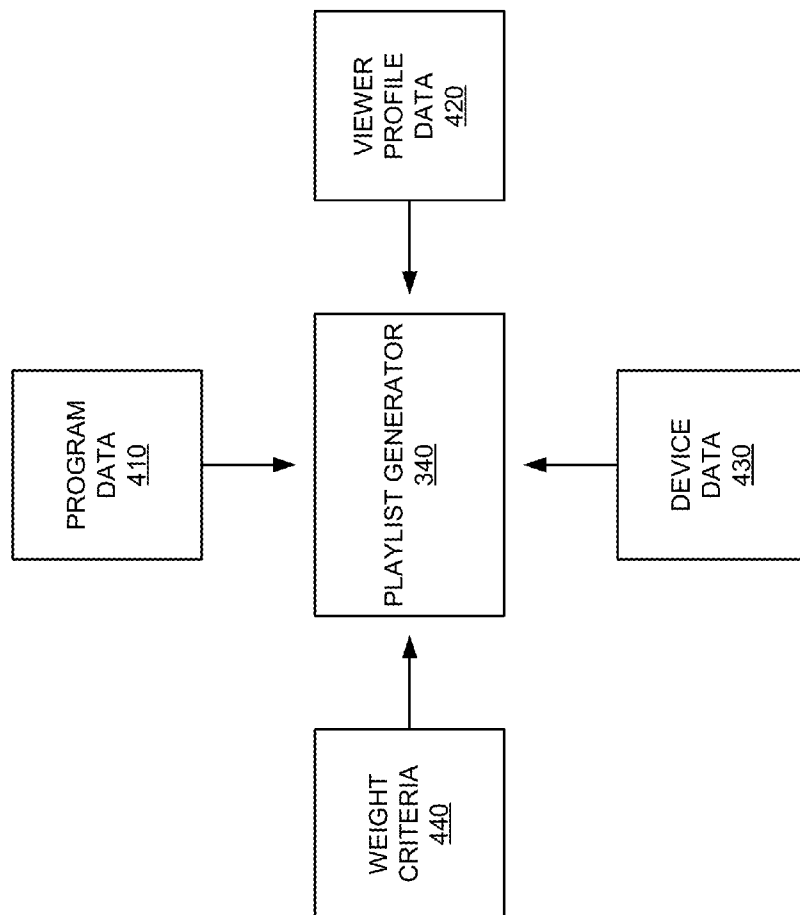 PROGRAM
DATA
410
WEIGHT
CRITERIA
440
PLAYLIST GENERATOR
340
VIEWER
PROFILE
DATA
420
DEVICE
DATA
430